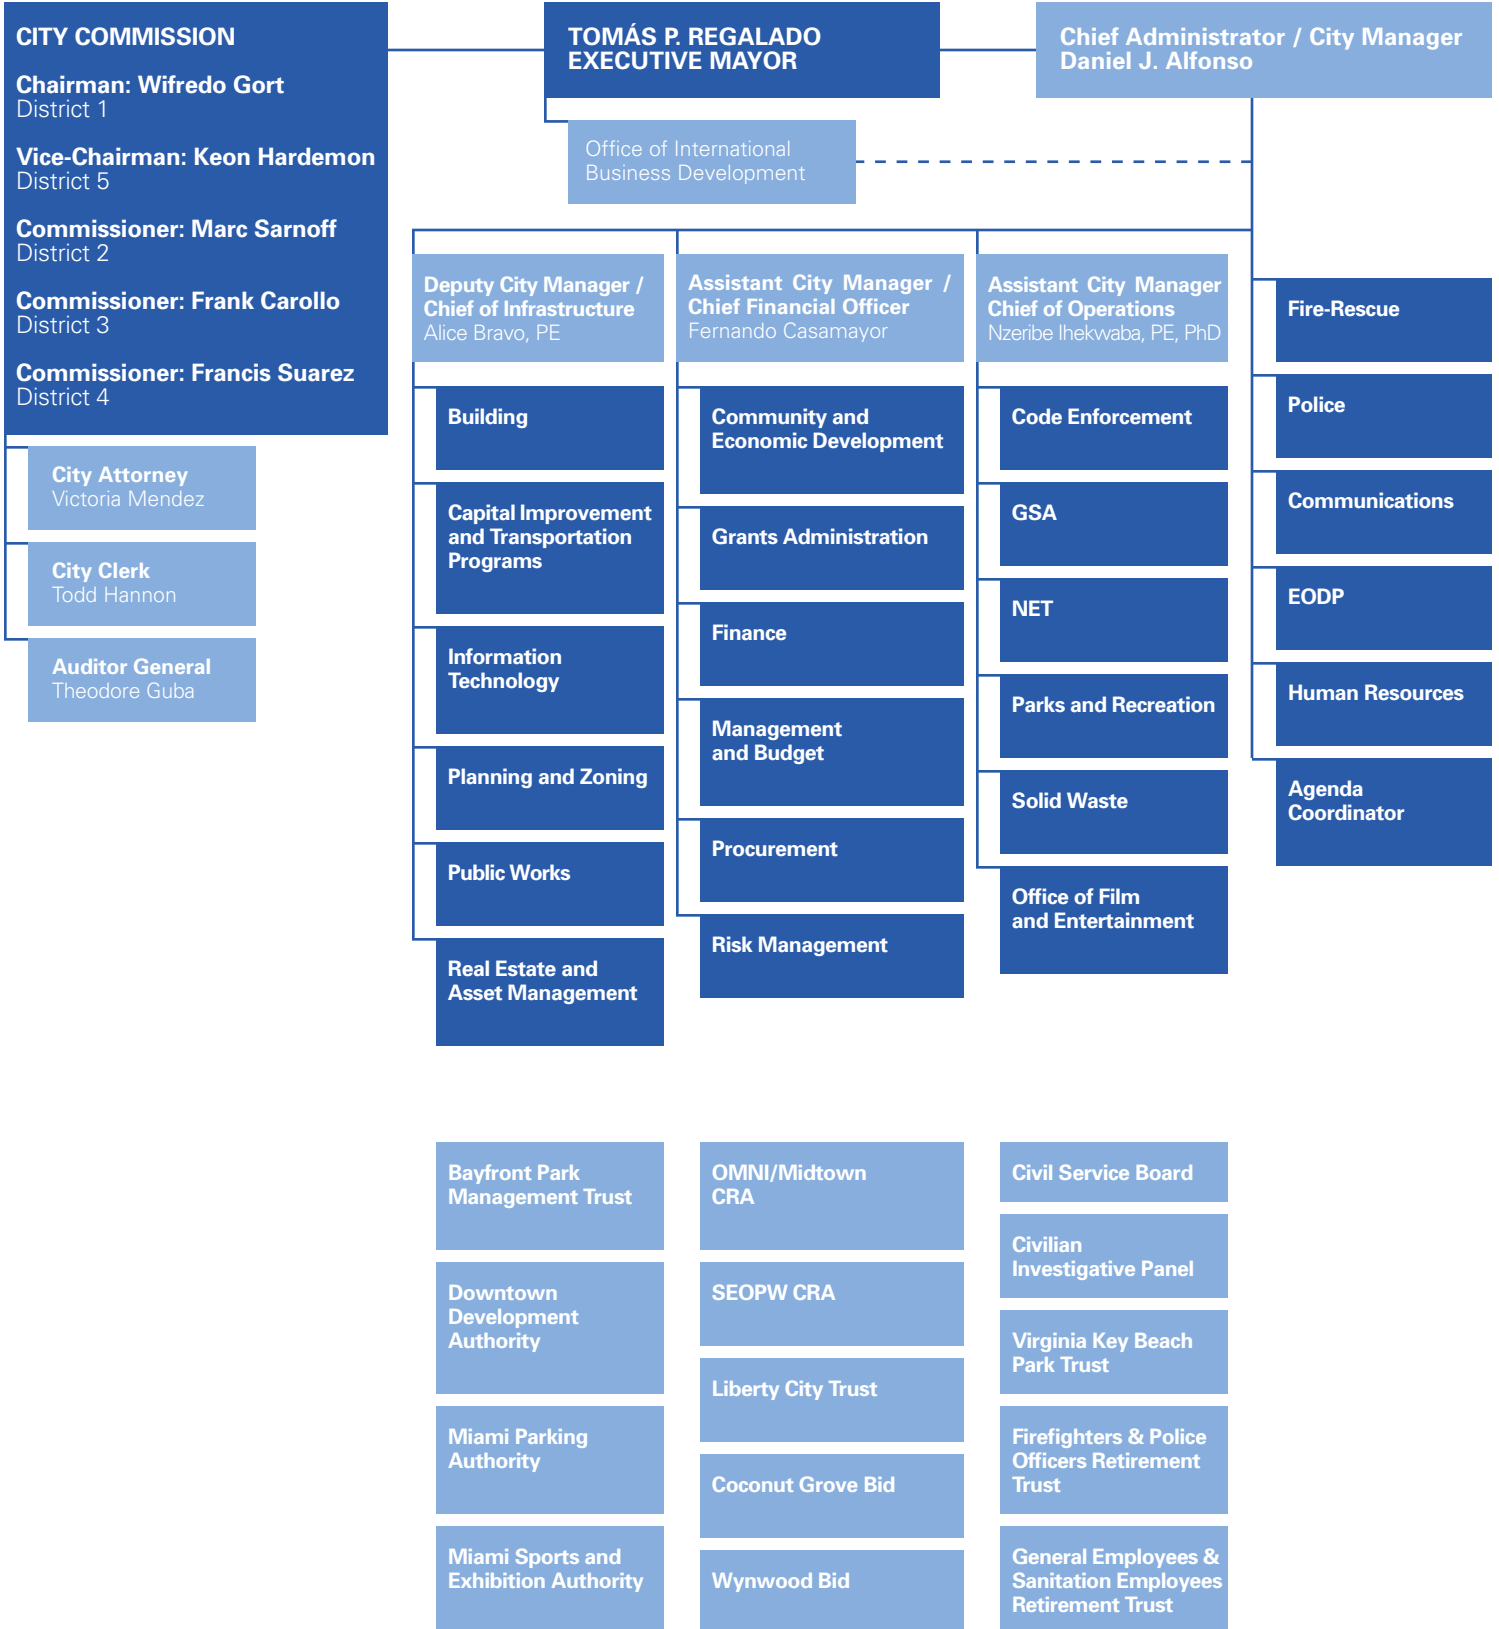 CITY COMMISSION
Chairman: Wifredo Gort
District 1
Vice-Chairman: Keon Hardemon
District 5
Commissioner: Marc Sarnoff
District 2
Commissioner: Frank Carollo
District 3
Commissioner: Francis Suarez
District 4
City Attorney
Victoria Mendez
City Clerk
Todd Hannon
Auditor General
Theodore Guba
TOMÁS P. REGALADO
EXECUTIVE MAYOR
Office of International
Business Development
Chief Administrator / City Manager
Daniel J. Alfonso
Deputy City Manager /
Chief of Infrastructure
Alice Bravo, PE
Building
Capital Improvement
and Transportation
Programs
Information
Technology
Planning and Zoning
Public Works
Real Estate and
Asset Management
Assistant City Manager /
Chief Financial Officer
Fernando Casamayor
Community and
Economic Development
Grants Administration
Finance
Management
and Budget
Procurement
Risk Management
Assistant City Manager
Chief of Operations
Nzeribe Ihekwaba, PE, PhD
Code Enforcement
GSA
NET
Parks and Recreation
Solid Waste
Office of Film
and Entertainment
Fire-Rescue
Police
Communications
EODP
Human Resources
Agenda
Coordinator
Bayfront Park
Management Trust
Downtown
Development
Authority
Miami Parking
Authority
Miami Sports and
Exhibition Authority
OMNI/Midtown
CRA
SEOPW CRA
Liberty City Trust
Coconut Grove Bid
Wynwood Bid
Civil Service Board
Civilian
Investigative Panel
Virginia Key Beach
Park Trust
Firefighters & Police
Officers Retirement
Trust
General Employees &
Sanitation Employees
Retirement Trust